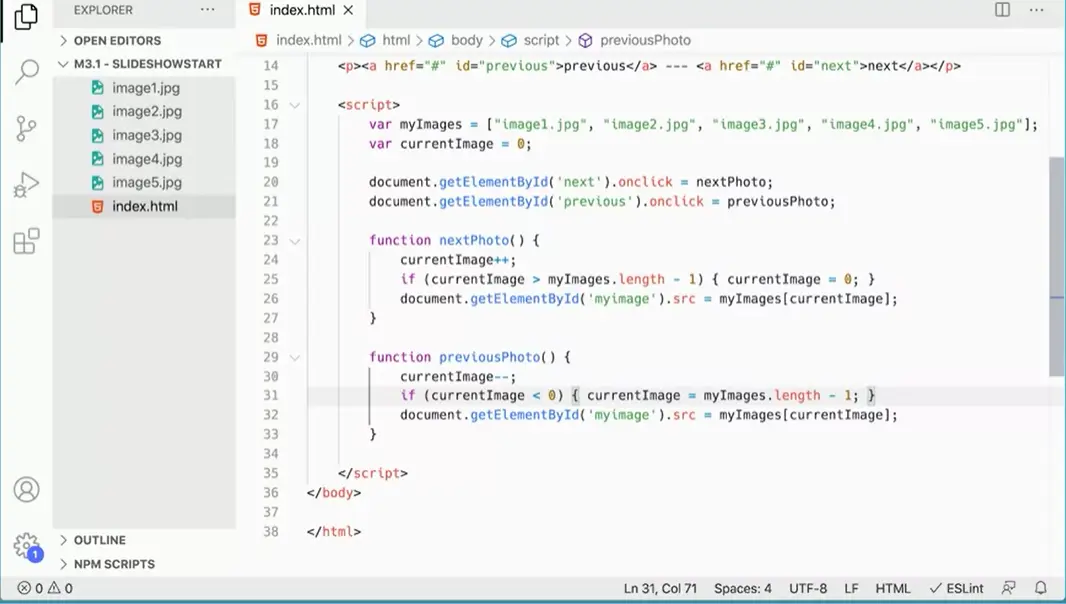 EXPLORER ...
index.html
...
OPEN EDITORS
index.html > html > body > script > previousPhoto
M3.1 - SLIDESHOWSTART
image1.jpg
image2.jpg
image3.jpg
image4.jpg
image5.jpg
index.html
14 <p><a href="#" id="previous">previous</a> --- <a href="#" id="next">next</a></p>
15
16 <script>
17 var myImages = ["image1.jpg", "image2.jpg", "image3.jpg", "image4.jpg", "image5.jpg"];
18 var currentImage = 0;
19
20 document.getElementById('next').onclick = nextPhoto;
21 document.getElementById('previous').onclick = previousPhoto;
22
23 function nextPhoto() {
24 currentImage++;
25 if (currentImage > myImages.length - 1) { currentImage = 0; }
26 document.getElementById('myimage').src = myImages[currentImage];
27 }
28
29 function previousPhoto() {
30 currentImage--;
31 if (currentImage < 0) { currentImage = myImages.length - 1; }
32 document.getElementById('myimage').src = myImages[currentImage];
33 }
34
35 </script>
36 </body>
37
38 </html>
OUTLINE
NPM SCRIPTS
1
0 0 Ln 31, Col 71 Spaces: 4 UTF-8 LF HTML ESLint